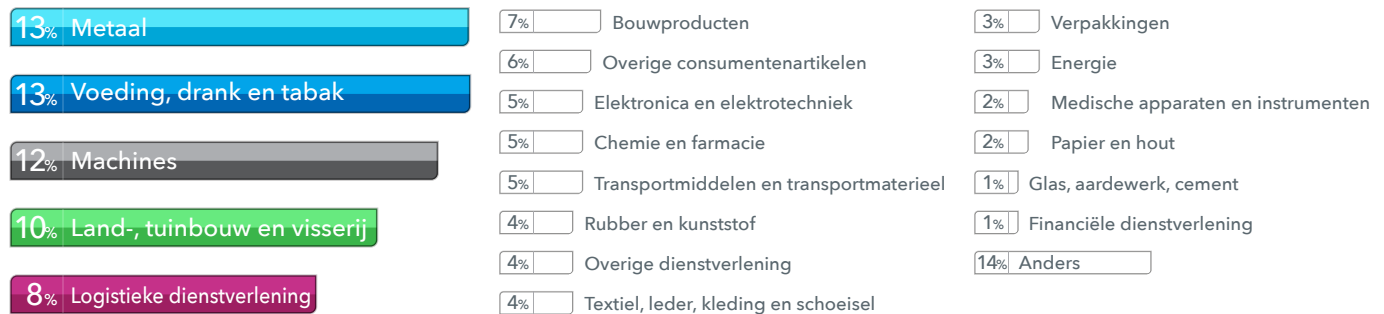 13% Metaal
13% Voeding, drank en tabak
12% Machines
10% Land-, tuinbouw en visserij
8% Logistieke dienstverlening
7% Bouwproducten
6% Overige consumentenartikelen
5% Elektronica en elektrotechniek
5% Chemie en farmacie
5% Transportmiddelen en transportmaterieel
4% Rubber en kunststof
4% Overige dienstverlening
4% Textiel, leder, kleding en schoeisel
3% Verpakkingen
3% Energie
2% Medische apparaten en instrumenten
2% Papier en hout
1% Glas, aardewerk, cement
1% Financiële dienstverlening
14% Anders